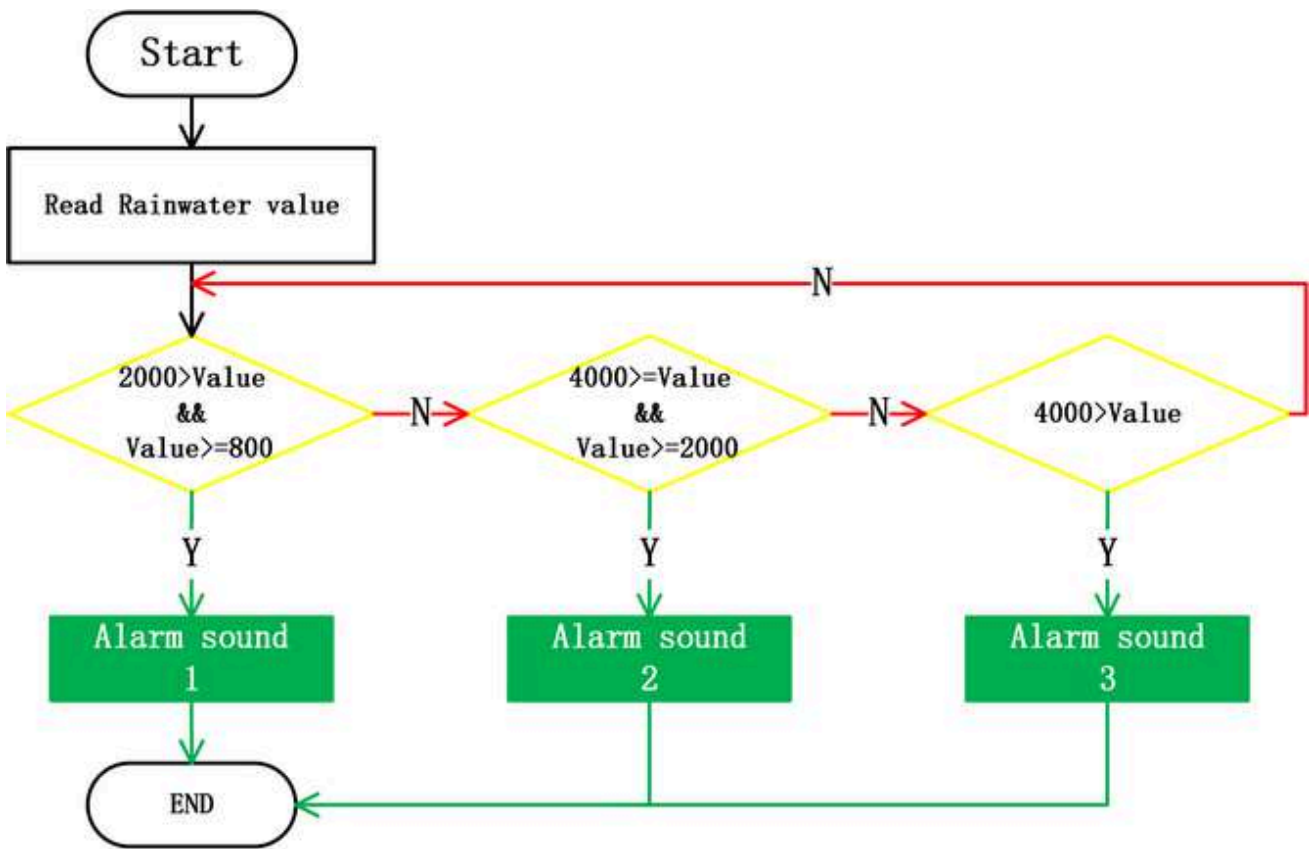 Start
Read Rainwater value
N
2000>Value
&&
Value>=800
N
4000>=Value
&&
Value>=2000
N
4000>Value
Y
Y
Y
Alarm sound
1
Alarm sound
2
Alarm sound
3
END